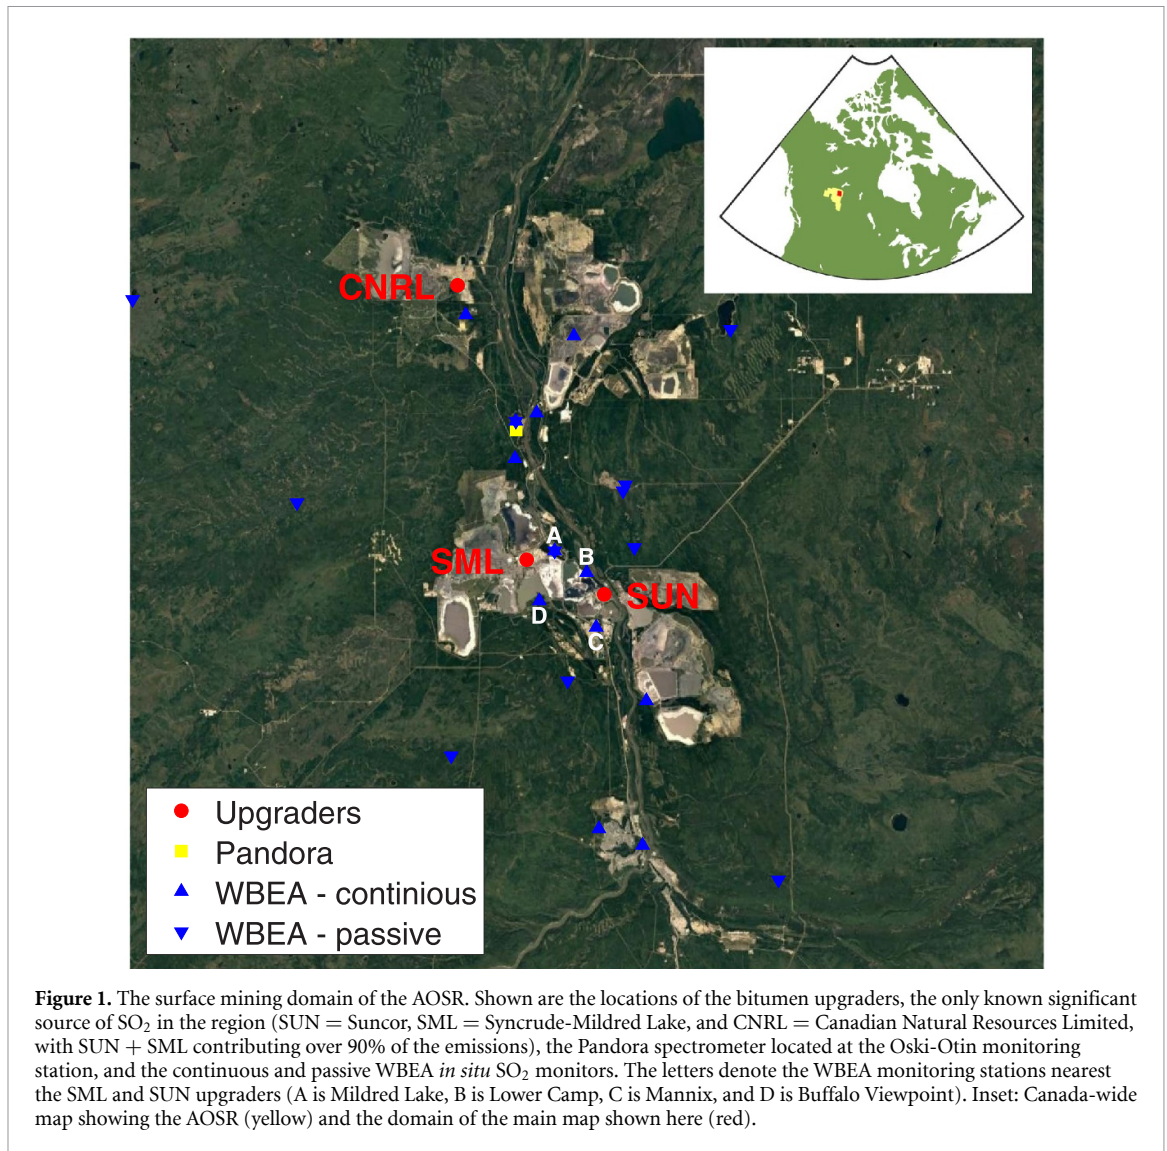 CNRL
A
B
SML
SUN
D
C
Upgraders
Pandora
WBEA - continious
WBEA - passive
Figure 1. The surface mining domain of the AOSR. Shown are the locations of the bitumen upgraders, the only known significant
source of SO₂ in the region (SUN = Suncor, SML = Syncrude-Mildred Lake, and CNRL = Canadian Natural Resources Limited,
with SUN + SML contributing over 90% of the emissions), the Pandora spectrometer located at the Oski-Otin monitoring
station, and the continuous and passive WBEA in situ SO₂ monitors. The letters denote the WBEA monitoring stations nearest
the SML and SUN upgraders (A is Mildred Lake, B is Lower Camp, C is Mannix, and D is Buffalo Viewpoint). Inset: Canada-wide
map showing the AOSR (yellow) and the domain of the main map shown here (red).